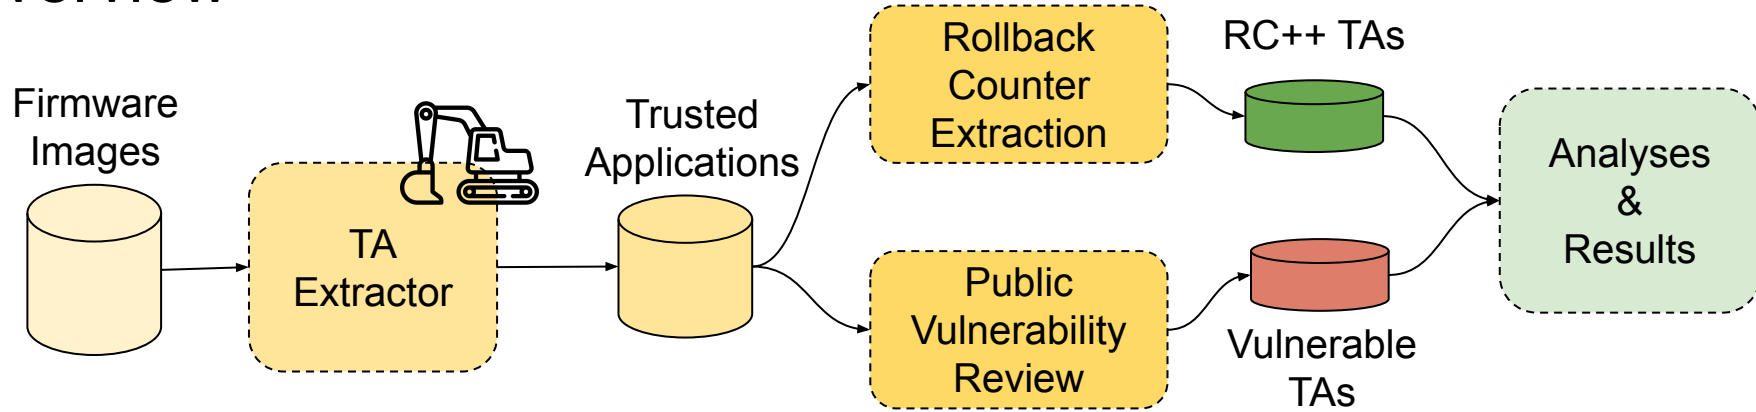 Firmware
Images
TA
Extractor
Trusted
Applications
Rollback
Counter
Extraction
Public
Vulnerability
Review
RC++ TAs
Vulnerable
TAs
Analyses
&
Results